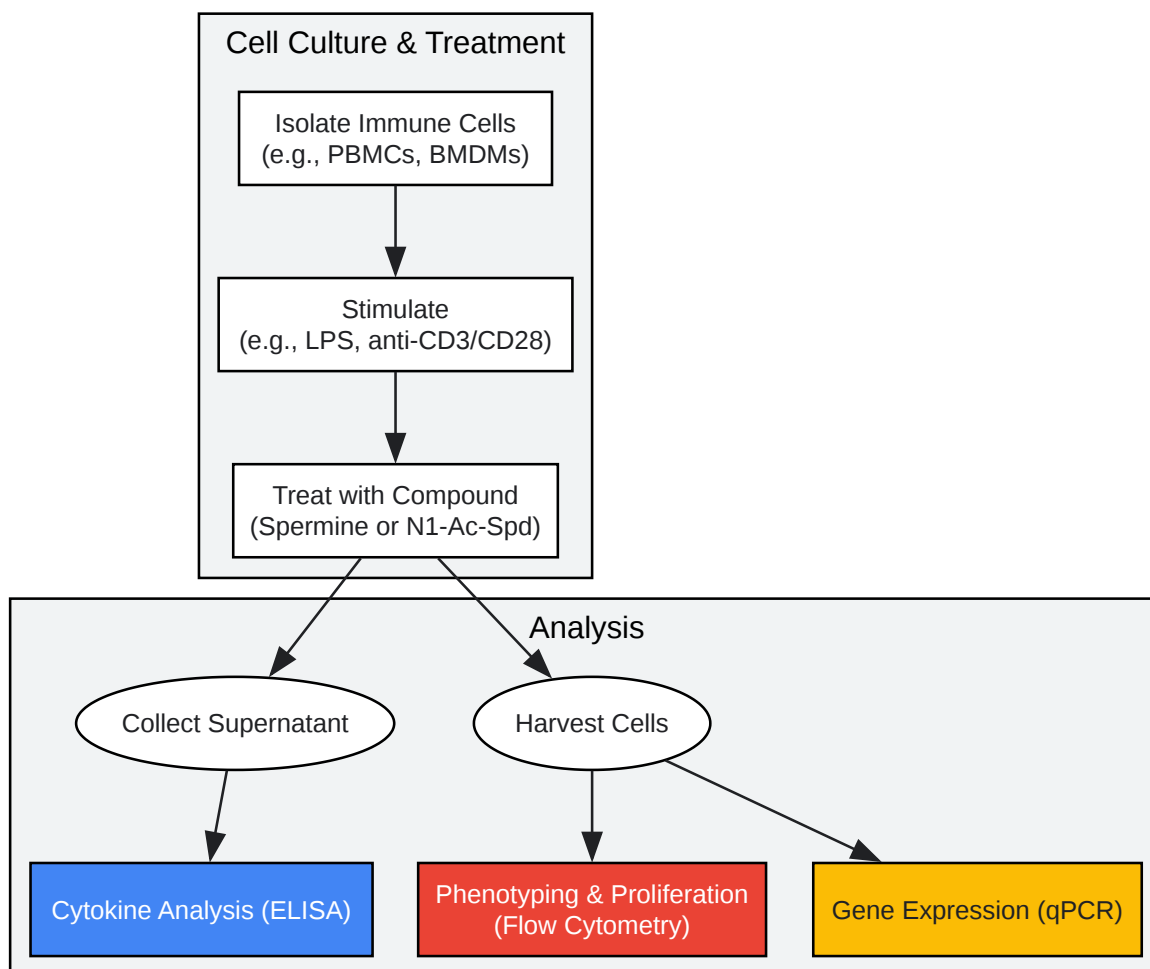 Cell Culture & Treatment
Isolate Immune Cells
(e.g., PBMCs, BMDMs)
Stimulate
(e.g., LPS, anti-CD3/CD28)
Treat with Compound
(Spermine or N1-Ac-Spd)
Analysis
Collect Supernatant
Harvest Cells
Cytokine Analysis (ELISA)
Phenotyping & Proliferation
(Flow Cytometry)
Gene Expression (qPCR)